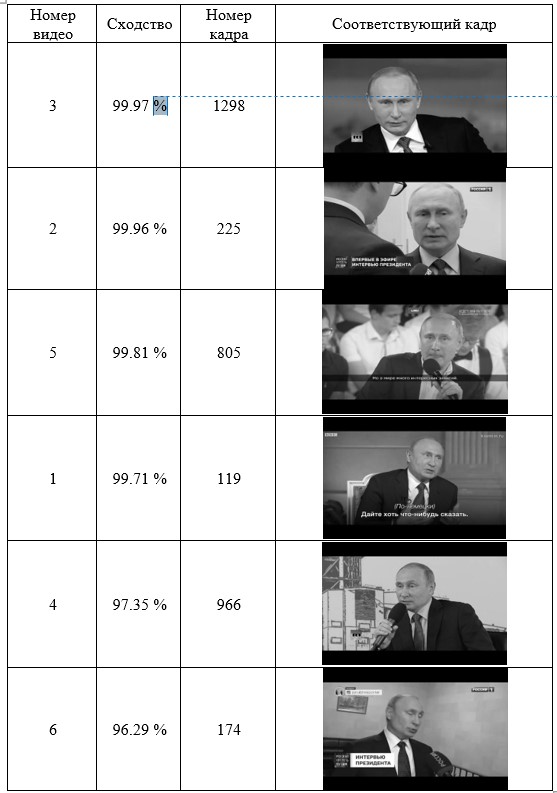 Номер видео
Сходство
Номер кадра
Соответствующий кадр
3
99.97 %
1298
2
99.96 %
225
ВПЕРВЫЕ В ЭФИРЕ
ИНТЕРВЬЮ ПРЕЗИДЕНТА
5
99.81 %
805
1
99.71 %
119
(По-немецки)
Дайте хоть что-нибудь сказать.
4
97.35 %
966
6
96.29 %
174
ИНТЕРВЬЮ
ПРЕЗИДЕНТА